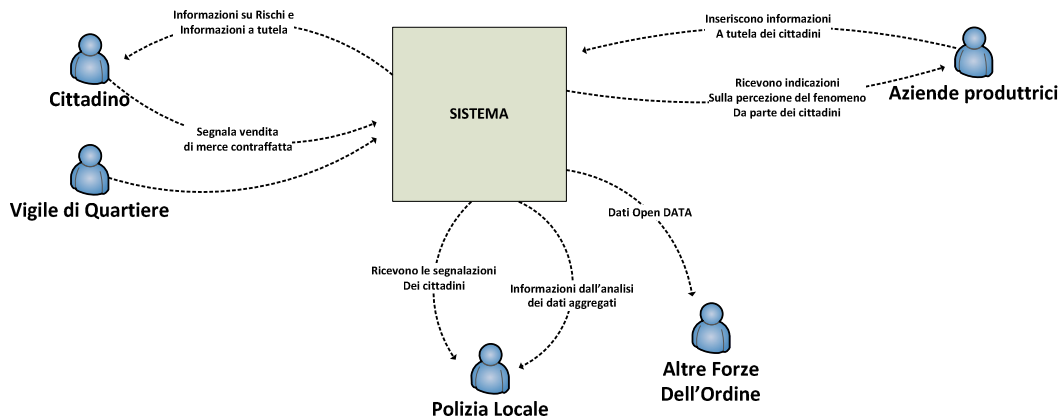 Informazioni su Rischi e
Informazioni a tutela
Cittadino
Segnala vendita
di merce contraffatta
Vigile di Quartiere
SISTEMA
Inseriscono informazioni
A tutela dei cittadini
Ricevono indicazioni
Sulla percezione del fenomeno
Da parte dei cittadini
Aziende produttrici
Dati Open DATA
Ricevono le segnalazioni
Dei cittadini
Informazioni dall'analisi
dei dati aggregati
Polizia Locale
Altre Forze
Dell'Ordine